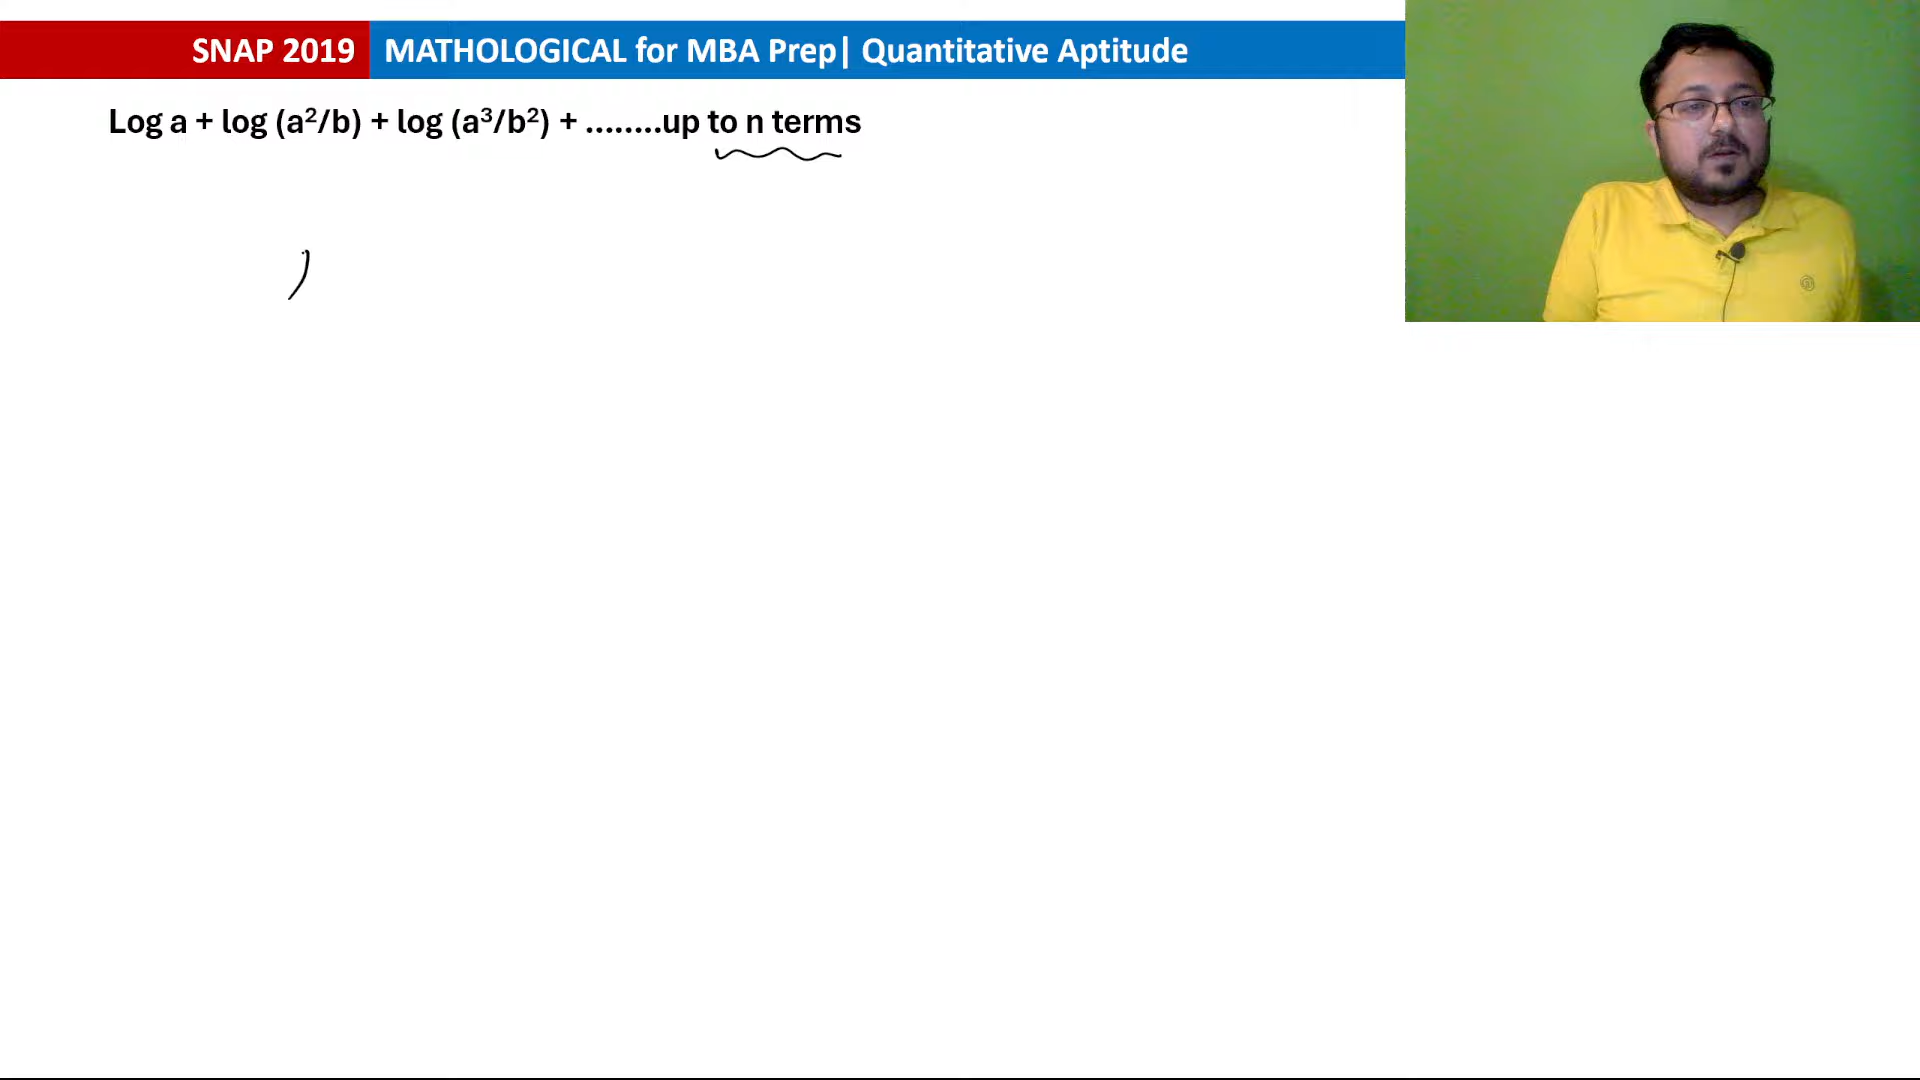 SNAP 2019 MATHOLOGICAL for MBA Prep| Quantitative Aptitude
Log a + log (a²/b) + log (a³/b²) + ........up to n terms
)